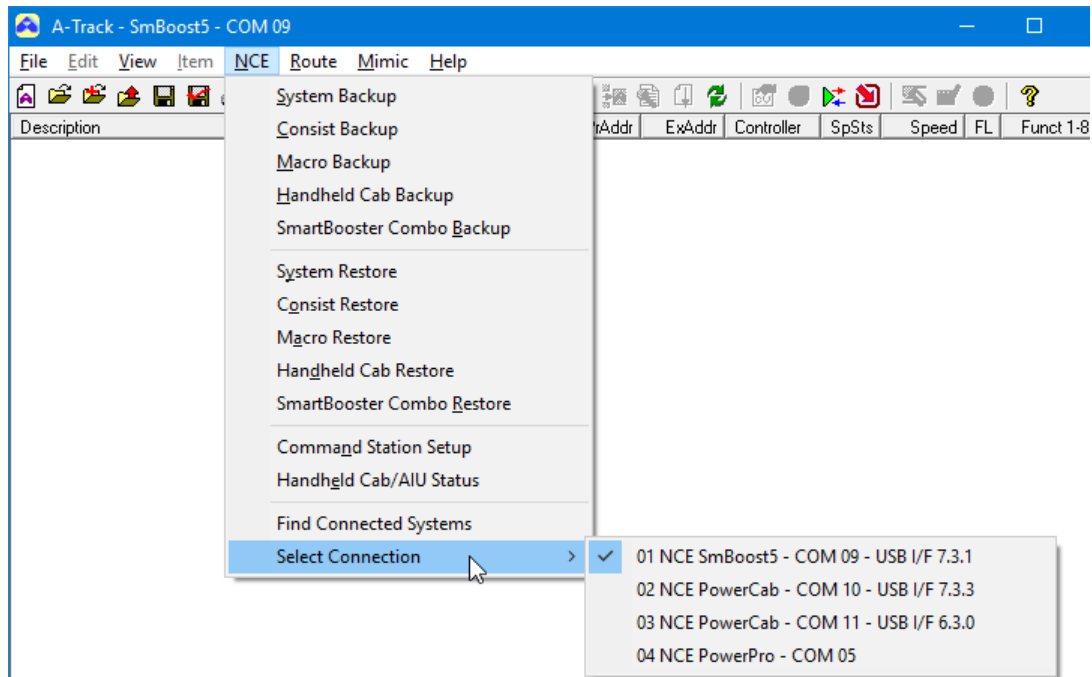 A-Track - SmBoost5 - COM 09
File Edit View Item NCE Route Mimic Help
Description rAddr ExAddr Controller SpSts Speed FL Funct 1-8
System Backup
Consist Backup
Macro Backup
Handheld Cab Backup
SmartBooster Combo Backup
System Restore
Consist Restore
Macro Restore
Handheld Cab Restore
SmartBooster Combo Restore
Command Station Setup
Handheld Cab/AIU Status
Find Connected Systems
Select Connection
01 NCE SmBoost5 - COM 09 - USB I/F 7.3.1
02 NCE PowerCab - COM 10 - USB I/F 7.3.3
03 NCE PowerCab - COM 11 - USB I/F 6.3.0
04 NCE PowerPro - COM 05